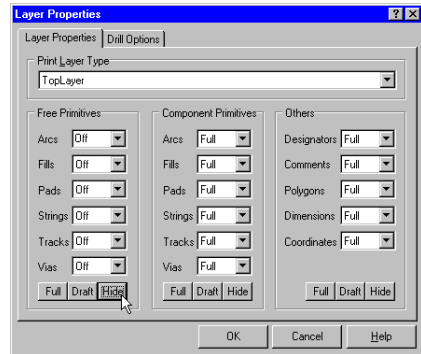 Layer Properties
Layer Properties Drill Options
Print Layer Type
TopLayer
Free Primitives
Arcs Off
Fills Off
Pads Off
Strings Off
Tracks Off
Vias Off
Full Draft Hide
Component Primitives
Arcs Full
Fills Full
Pads Full
Strings Full
Tracks Full
Vias Full
Full Draft Hide
Others
Designators Full
Comments Full
Polygons Full
Dimensions Full
Coordinates Full
Full Draft Hide
OK Cancel Help